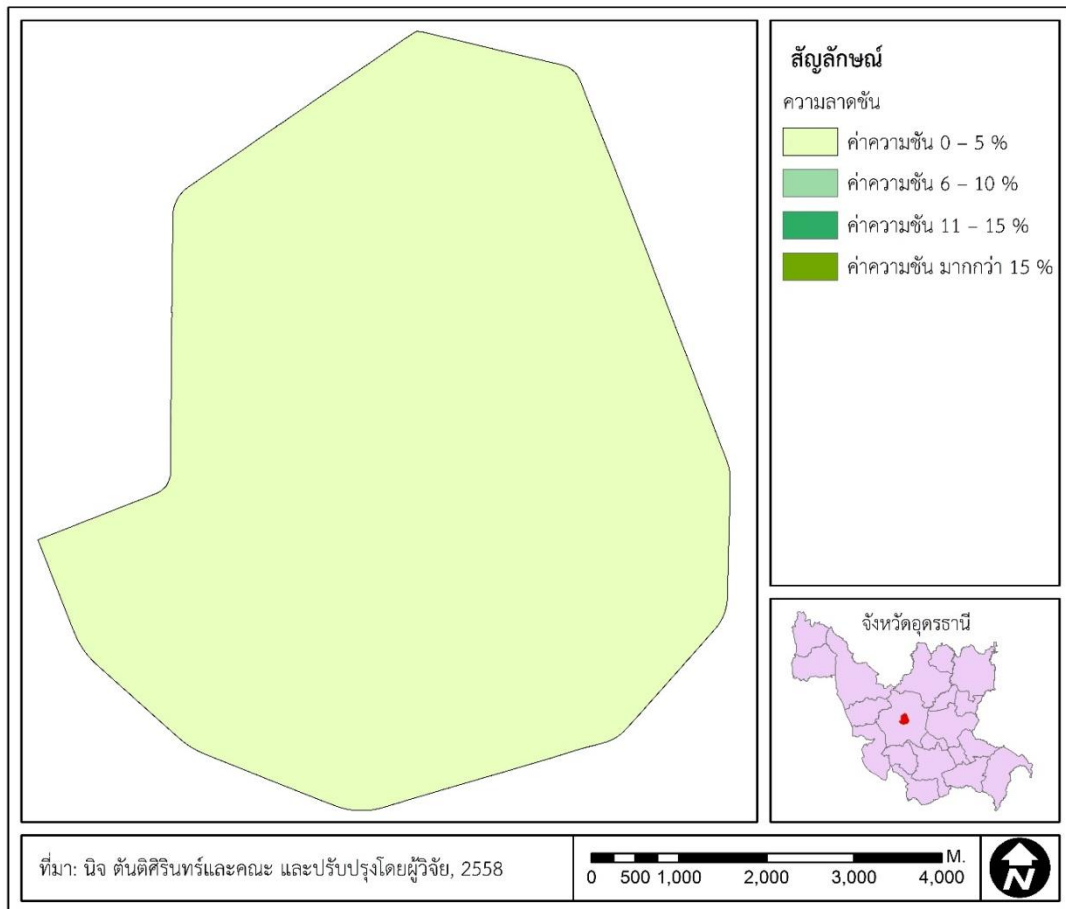 สัญลักษณ์
ความลาดชัน
ค่าความชัน 0 – 5 %
ค่าความชัน 6 – 10 %
ค่าความชัน 11 – 15 %
ค่าความชัน มากกว่า 15 %
จังหวัดอุดรธานี
ที่มา: นิจ ตันติศิรินทร์และคณะ และปรับปรุงโดยผู้วิจัย, 2558
M.
0 500 1,000 2,000 3,000 4,000
N